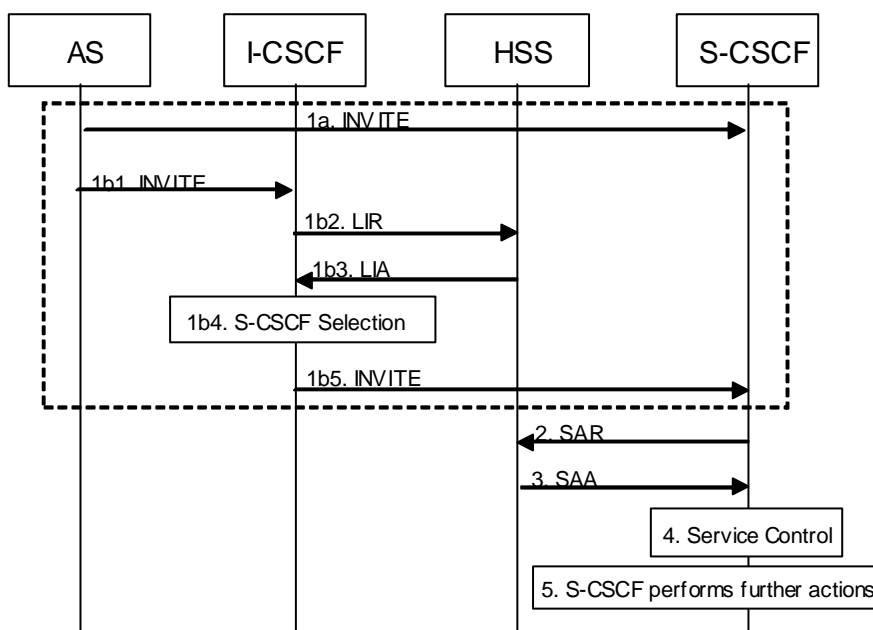 AS
I-CSCF
HSS
S-CSCF
1a. INVITE
1b1. INVITE
1b2. LIR
1b3. LIA
1b4. S-CSCF Selection
1b5. INVITE
2. SAR
3. SAA
4. Service Control
5. S-CSCF performs further actions